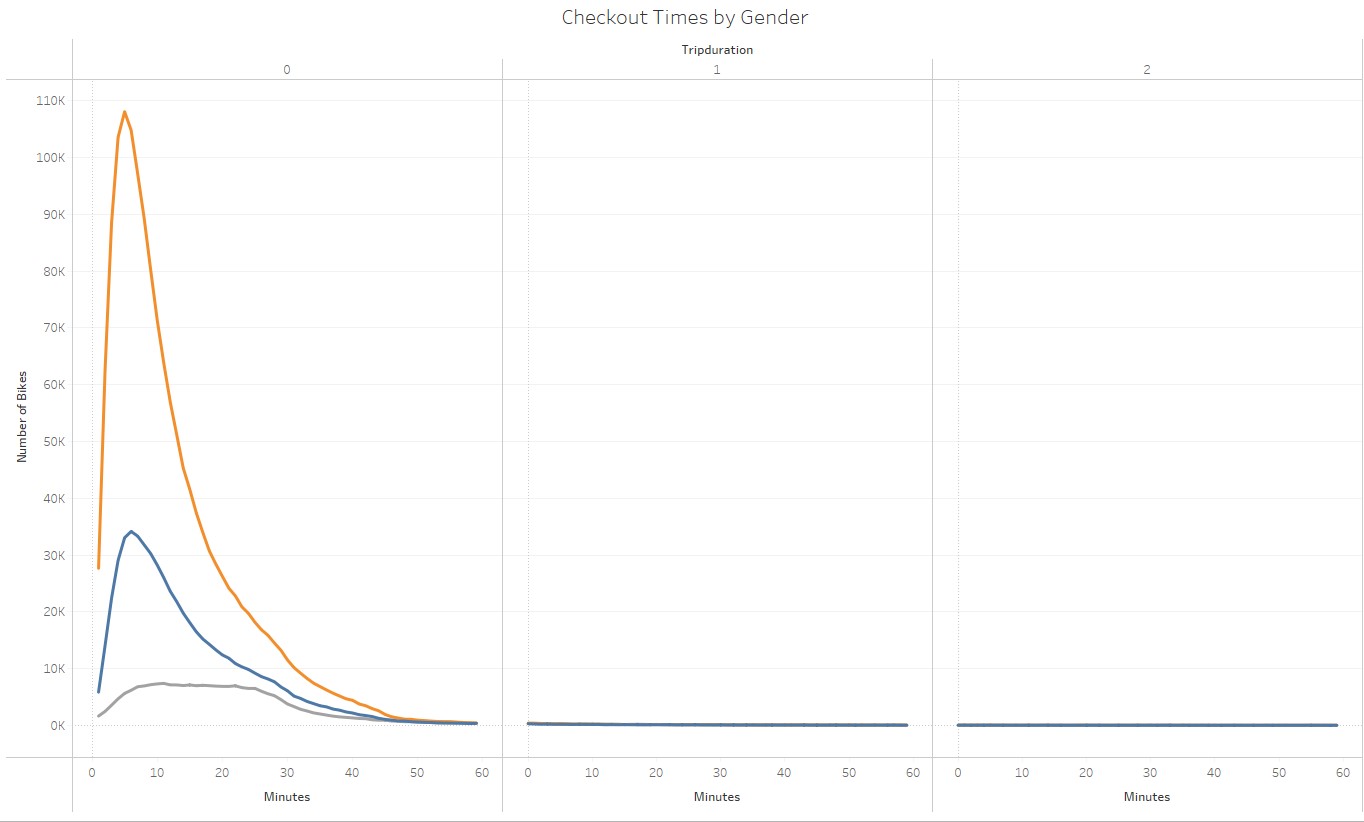 Checkout Times by Gender
Tripduration
0 1 2
110K
100K
90K
80K
70K
60K
50K
40K
30K
20K
10K
0K
Number of Bikes
0 10 20 30 40 50 60 0 10 20 30 40 50 60 0 10 20 30 40 50 60
Minutes Minutes Minutes